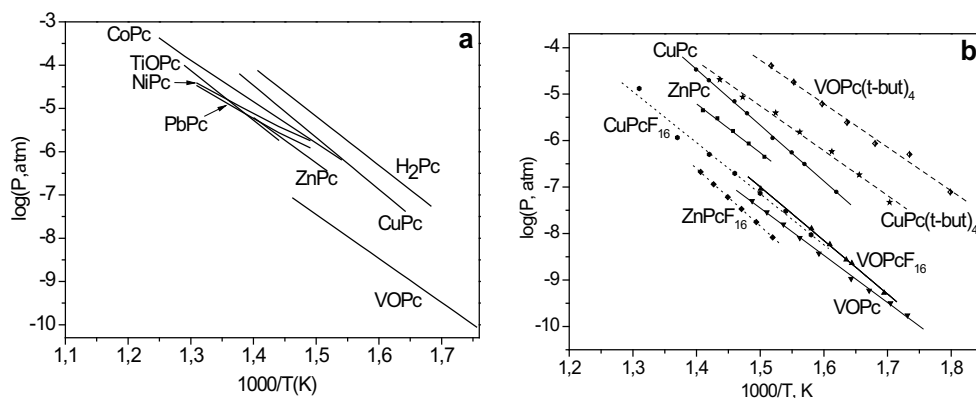 a
-3
-4
-5
-6
-7
-8
-9
-10
log(P,atm)
CoPc
TiOPc
NiPc
PbPc
ZnPc
H2Pc
CuPc
VOPc
1,1 1,2 1,3 1,4 1,5 1,6 1,7
1000/T(K)
b
-4
-5
-6
-7
-8
-9
-10
log(P, atm)
CuPc
ZnPc
VOPc(t-but)4
CuPcF16
CuPc(t-but)4
ZnPcF16
VOPcF16
VOPc
1,2 1,3 1,4 1,5 1,6 1,7 1,8
1000/T, K